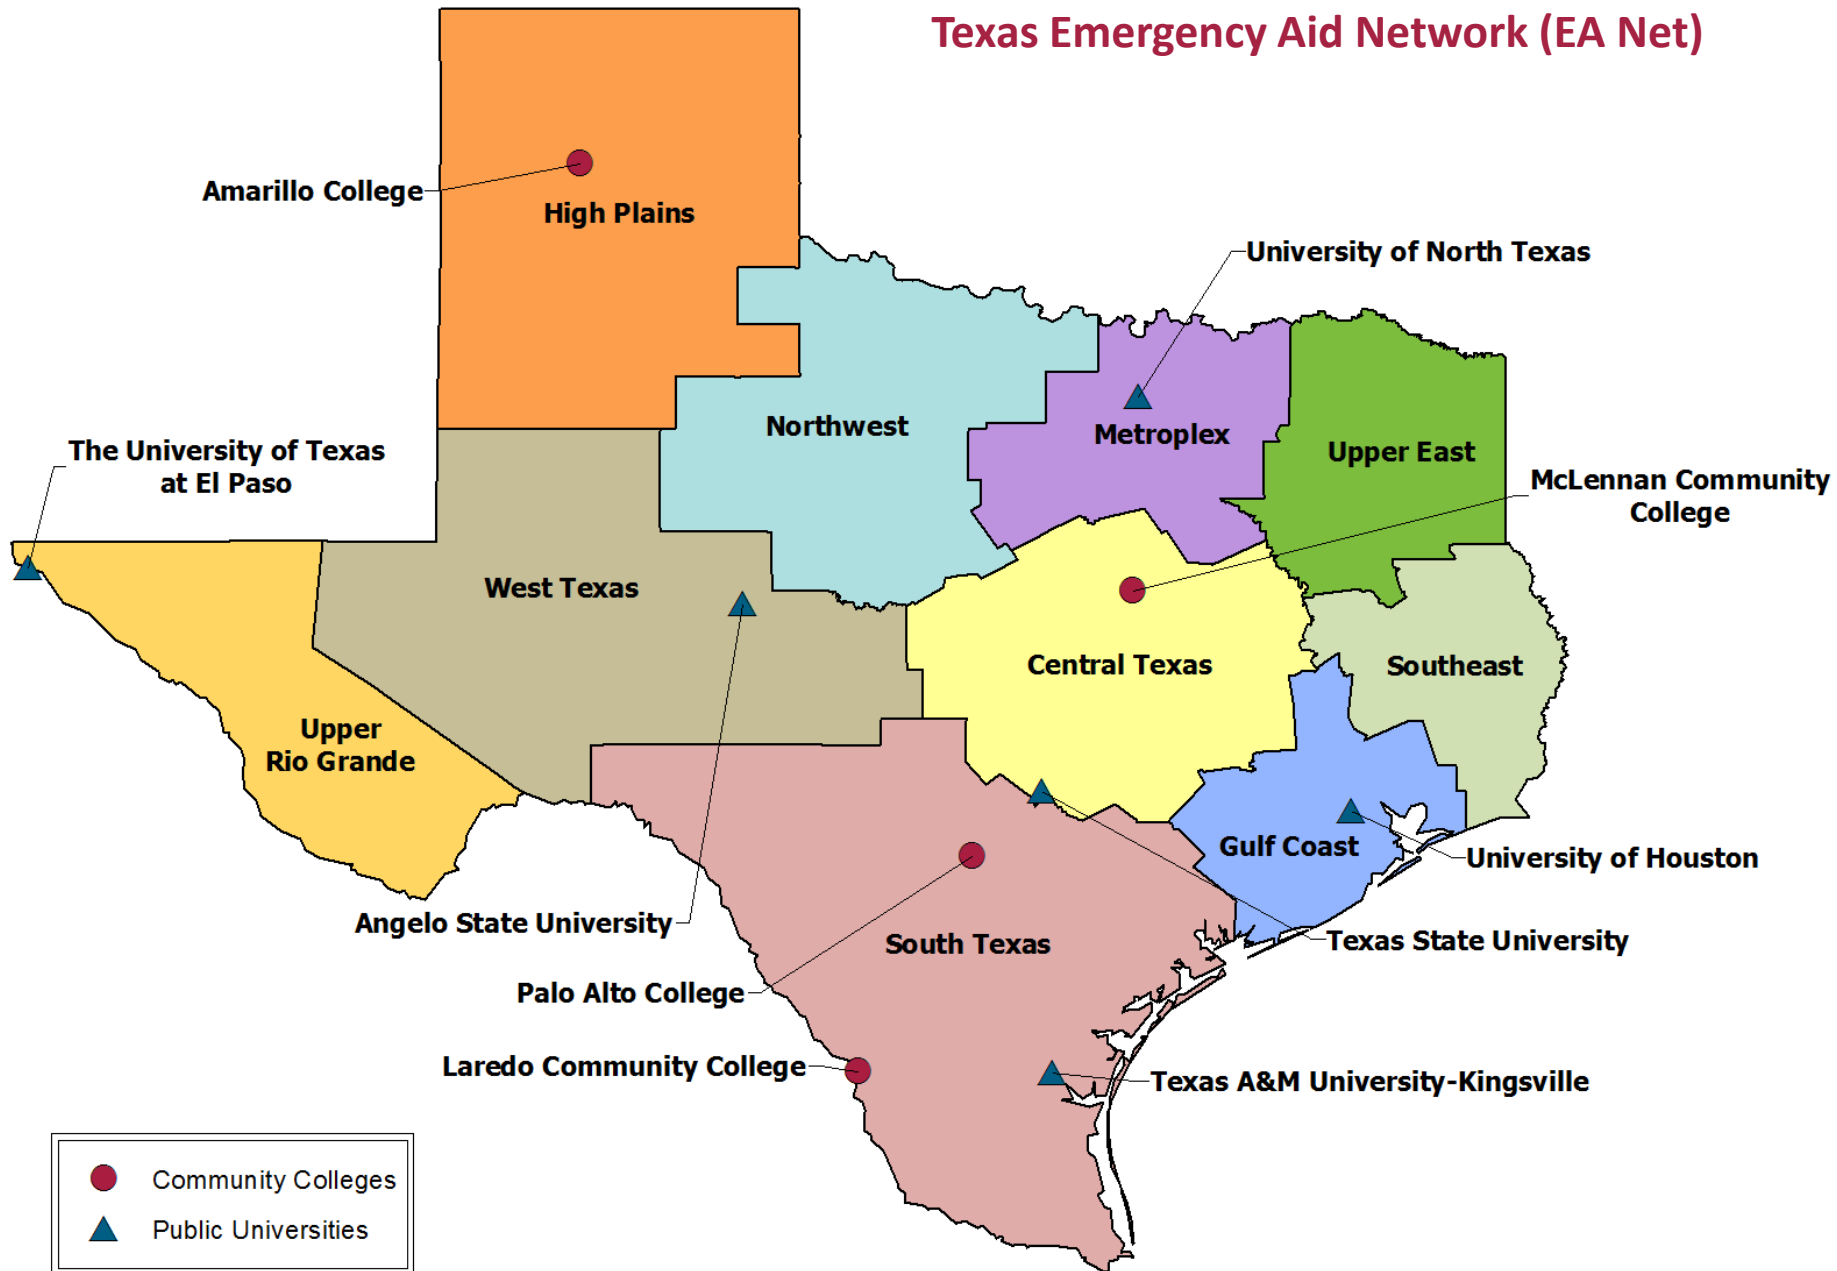 Texas Emergency Aid Network (EA Net)
Amarillo College
High Plains
University of North Texas
Northwest
Metroplex
Upper East
The University of Texas
at El Paso
McLennan Community
College
West Texas
Central Texas
Southeast
Upper
Rio Grande
Gulf Coast
University of Houston
Angelo State University
South Texas
Texas State University
Palo Alto College
Laredo Community College
Texas A&M University-Kingsville
Community Colleges
Public Universities